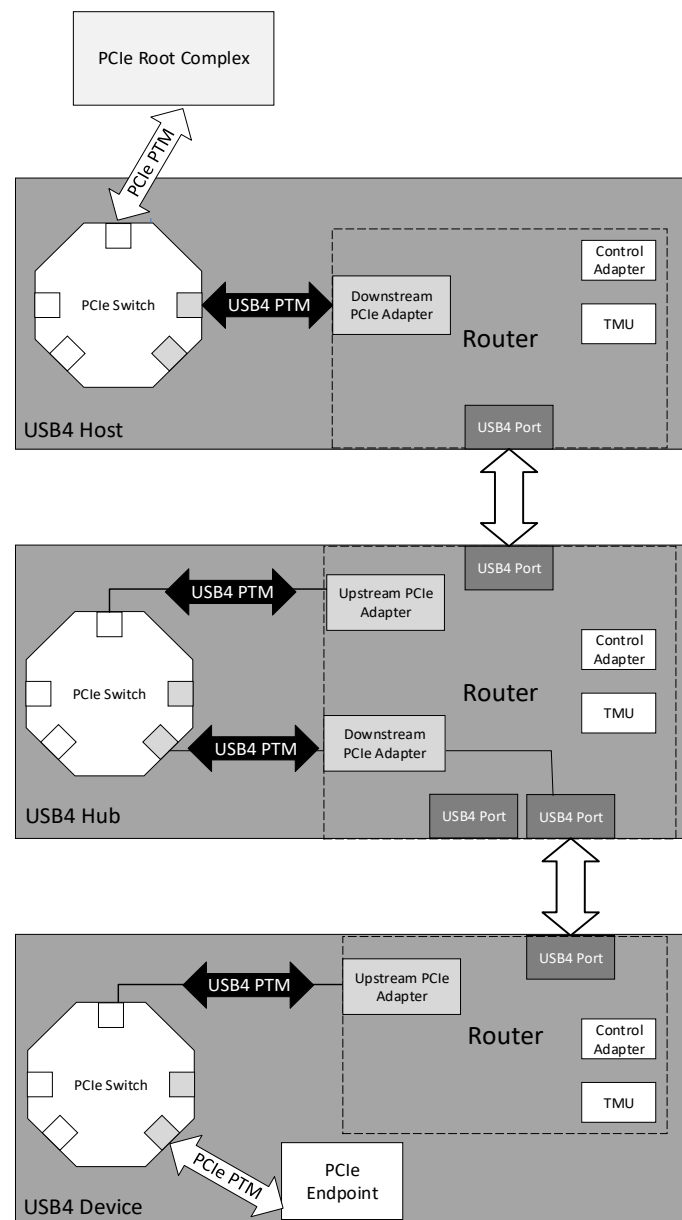 PCIe Root Complex
PCIe PTM
PCIe Switch
USB4 PTM
Downstream
PCIe Adapter
Control
Adapter
TMU
Router
USB4 Port
USB4 Host
USB4 Port
USB4 PTM
Upstream PCIe
Adapter
Control
Adapter
PCIe Switch
Router
TMU
USB4 PTM
Downstream
PCIe Adapter
USB4 Hub
USB4 Port
USB4 Port
USB4 Port
USB4 PTM
Upstream PCIe
Adapter
Router
Control
Adapter
PCIe Switch
TMU
PCIe PTM
PCIe
Endpoint
USB4 Device